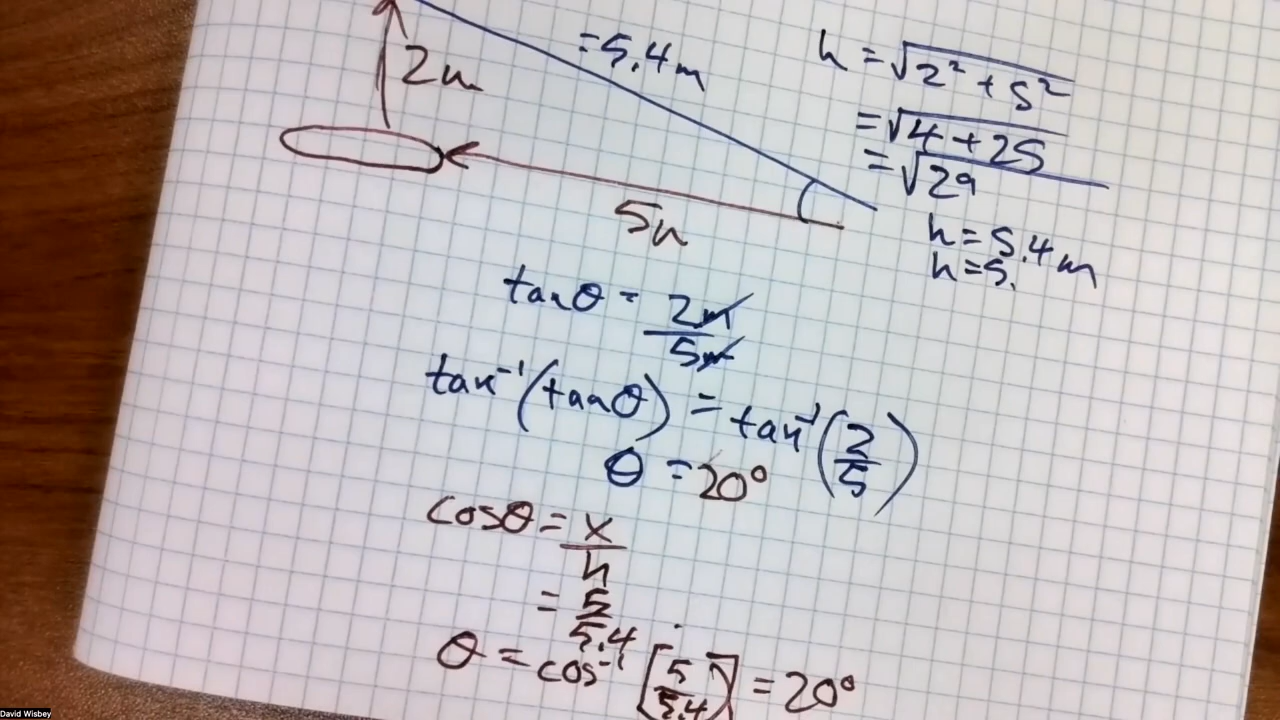 2m
= 5.4m
5m
h = √2² + 5²
= √4 + 25
= √29
h = 5.4m
h = 5.
tanθ = 2m
5m
tan⁻¹(tanθ) = tan⁻¹(2/5)
θ = 20°
cosθ = x
h
= 5
5.4
θ = cos⁻¹[5/5.4] = 20°
David Wisbey